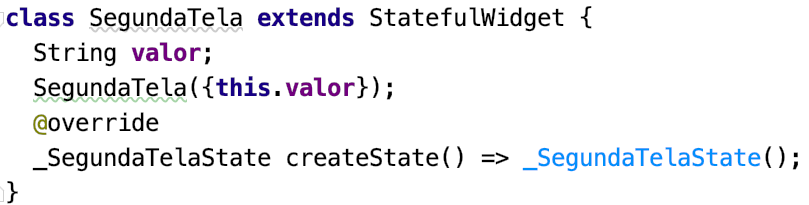 class SegundaTela extends StatefulWidget {
String valor;
SegundaTela({this.valor});
@override
_SegundaTelaState createState() => _SegundaTelaState();
}